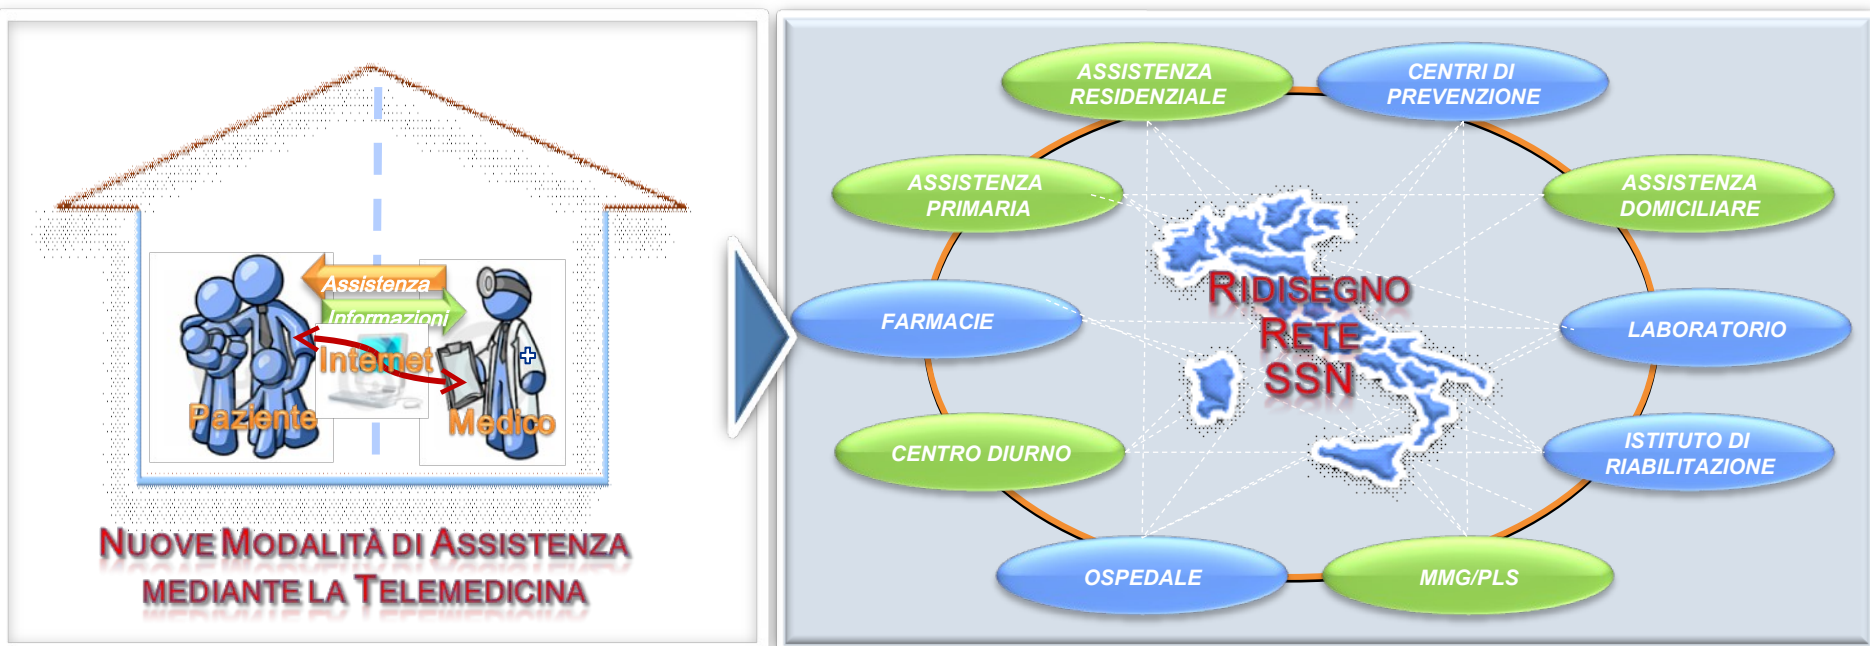 Assistenza
Informazioni
Internet
Paziente
Medico
NUOVE MODALITÀ DI ASSISTENZA
MEDIANTE LA TELEMEDICINA
ASSISTENZA
RESIDENZIALE
CENTRI DI
PREVENZIONE
ASSISTENZA
PRIMARIA
ASSISTENZA
DOMICILIARE
FARMACIE
RIDISEGNO
RETE
SSN
LABORATORIO
CENTRO DIURNO
ISTITUTO DI
RIABILITAZIONE
OSPEDALE
MMG/PLS